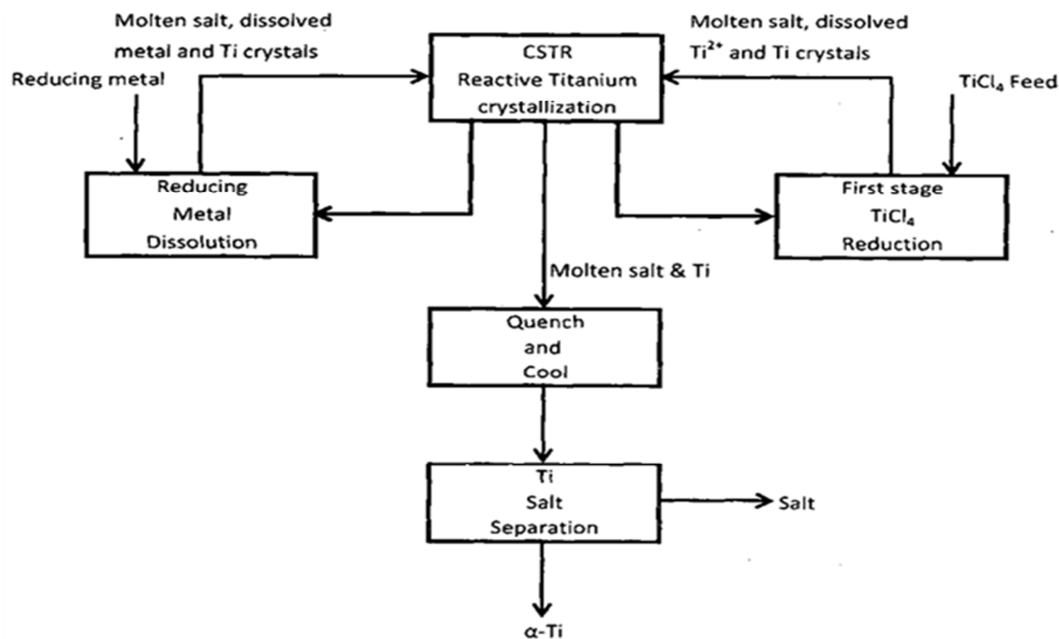 Molten salt, dissolved
metal and Ti crystals
Reducing metal
CSTR
Reactive Titanium
crystallization
Molten salt, dissolved
Ti²⁺ and Ti crystals
TiCl₄ Feed
Reducing
Metal
Dissolution
First stage
TiCl₄
Reduction
Molten salt & Ti
Quench
and
Cool
Ti
Salt
Separation
Salt
α-Ti